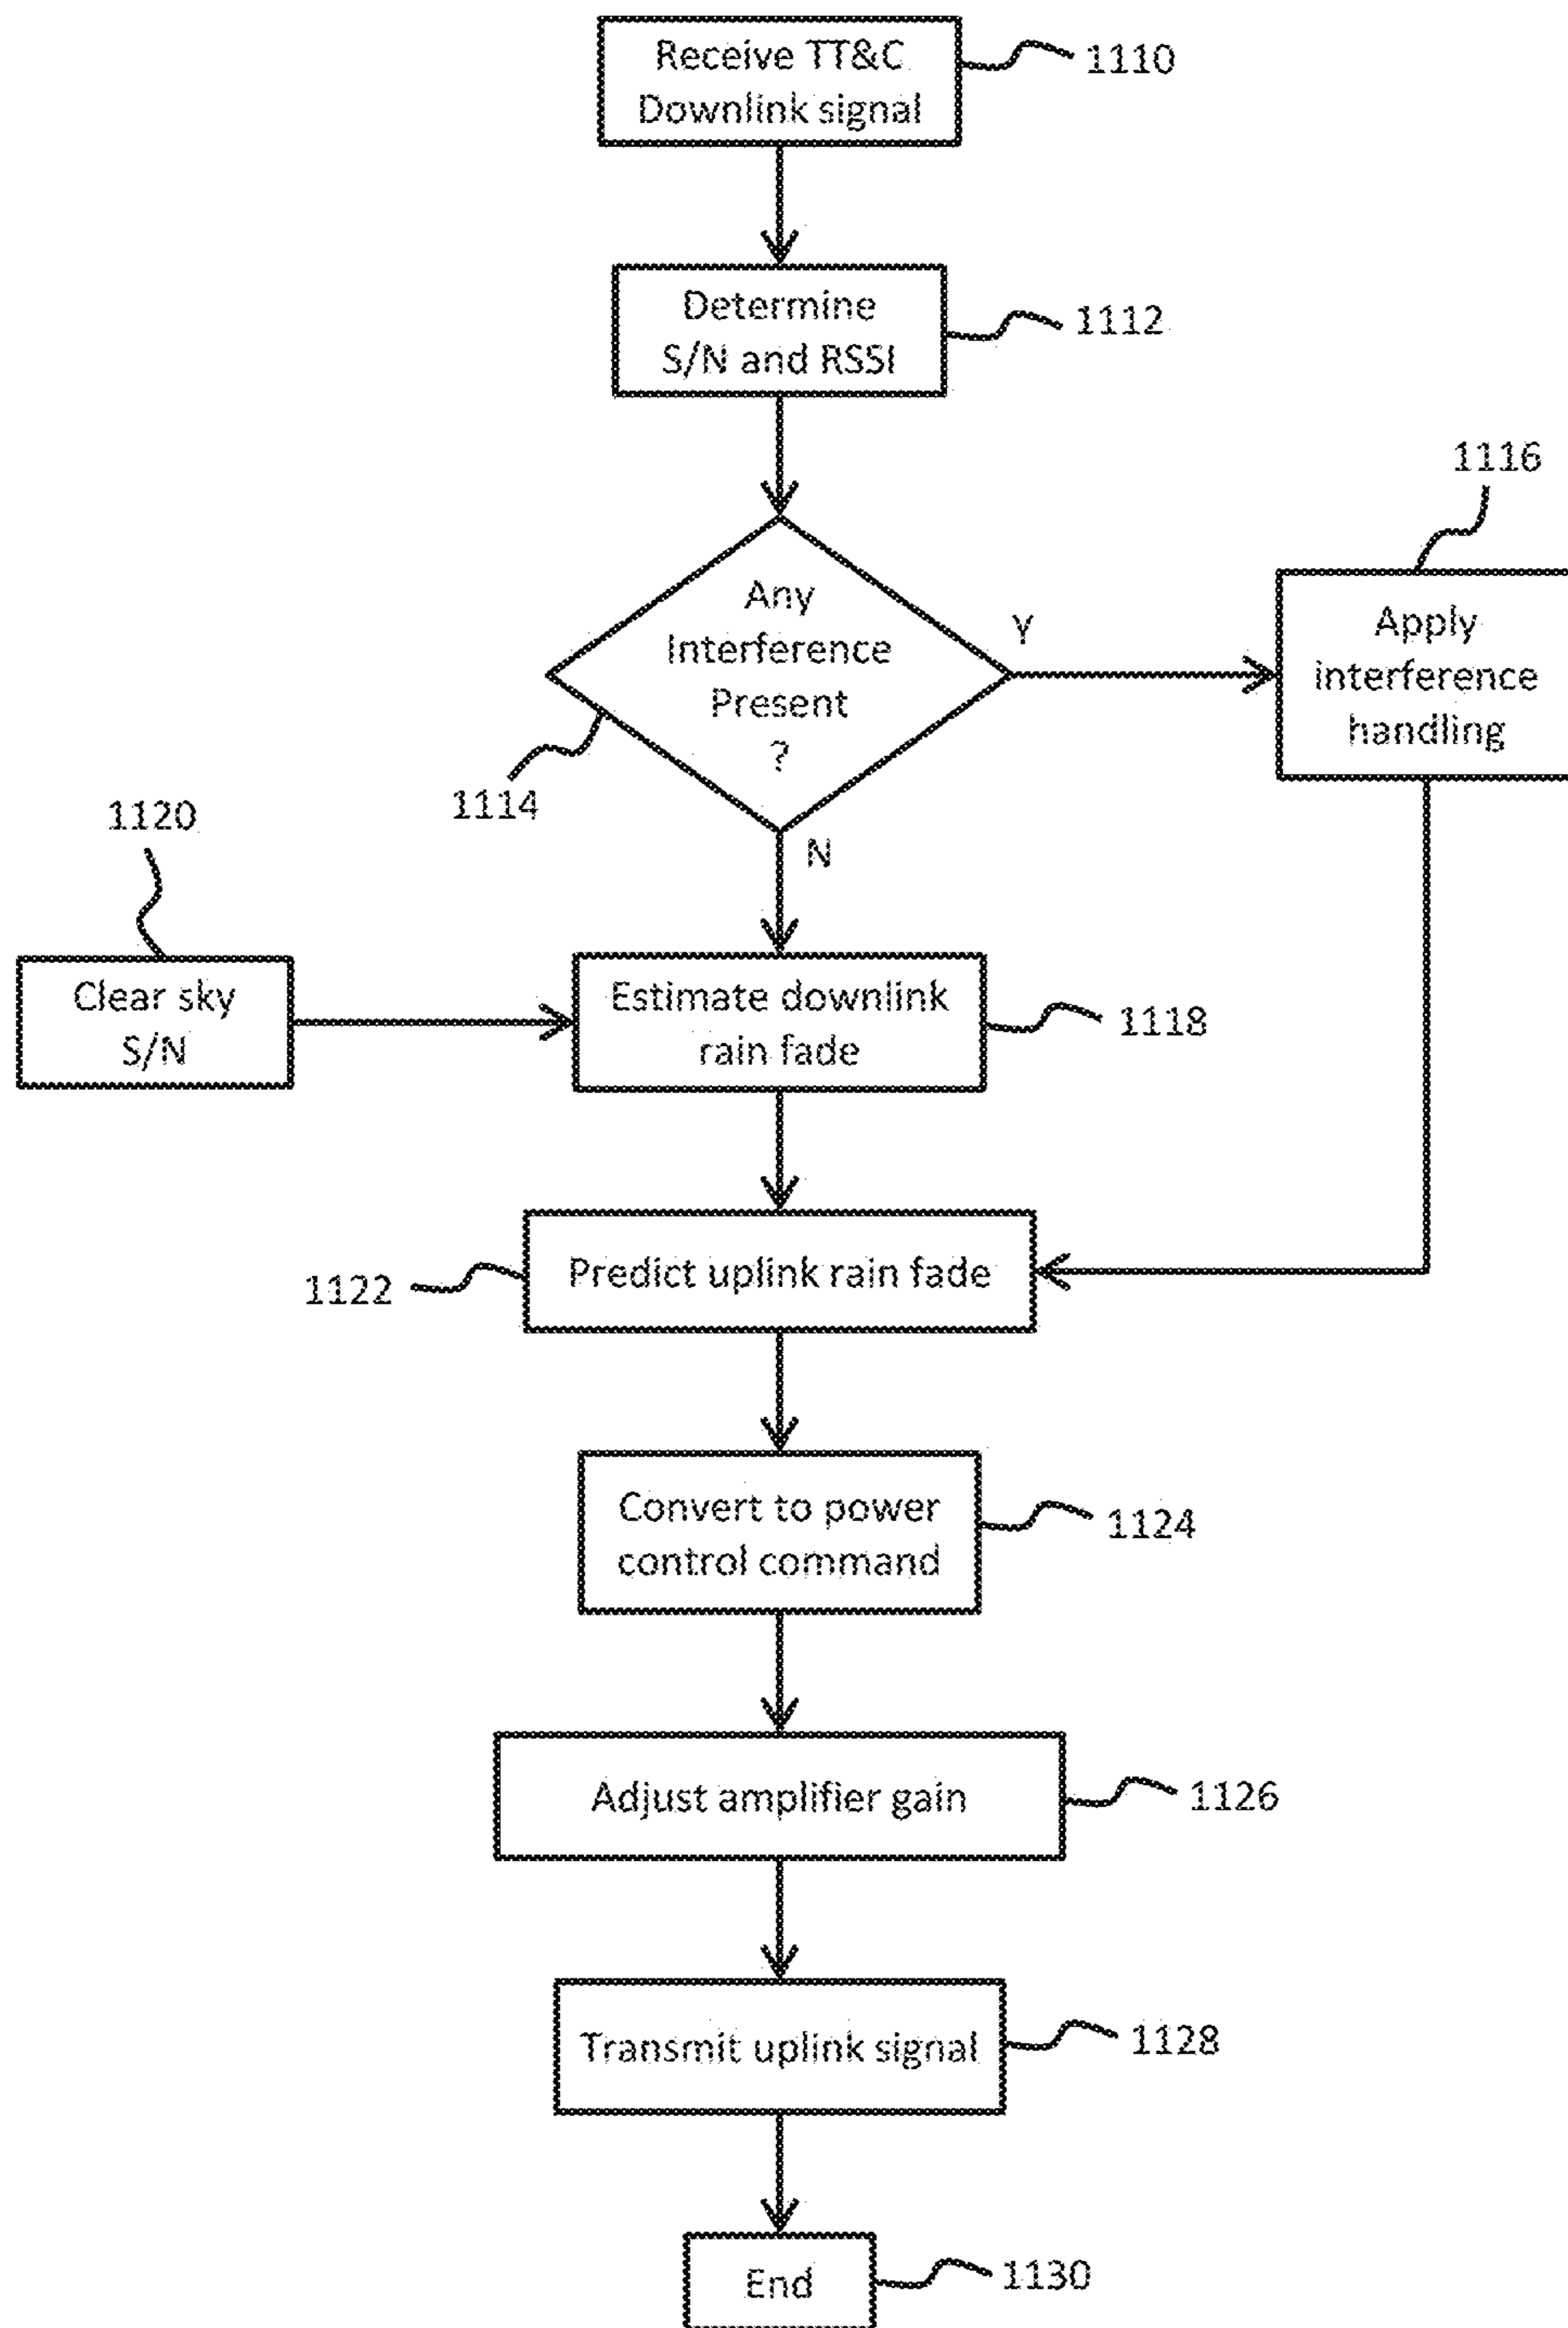 Receive TT&C
Downlink signal
1110
Determine
S/N and RSSI
1112
Any
Interference
Present
?
1114
Y
N
1116
Apply
interference
handling
1120
Clear sky
S/N
Estimate downlink
rain fade
1118
Predict uplink rain fade
1122
Convert to power
control command
1124
Adjust amplifier gain
1126
Transmit uplink signal
1128
End
1130